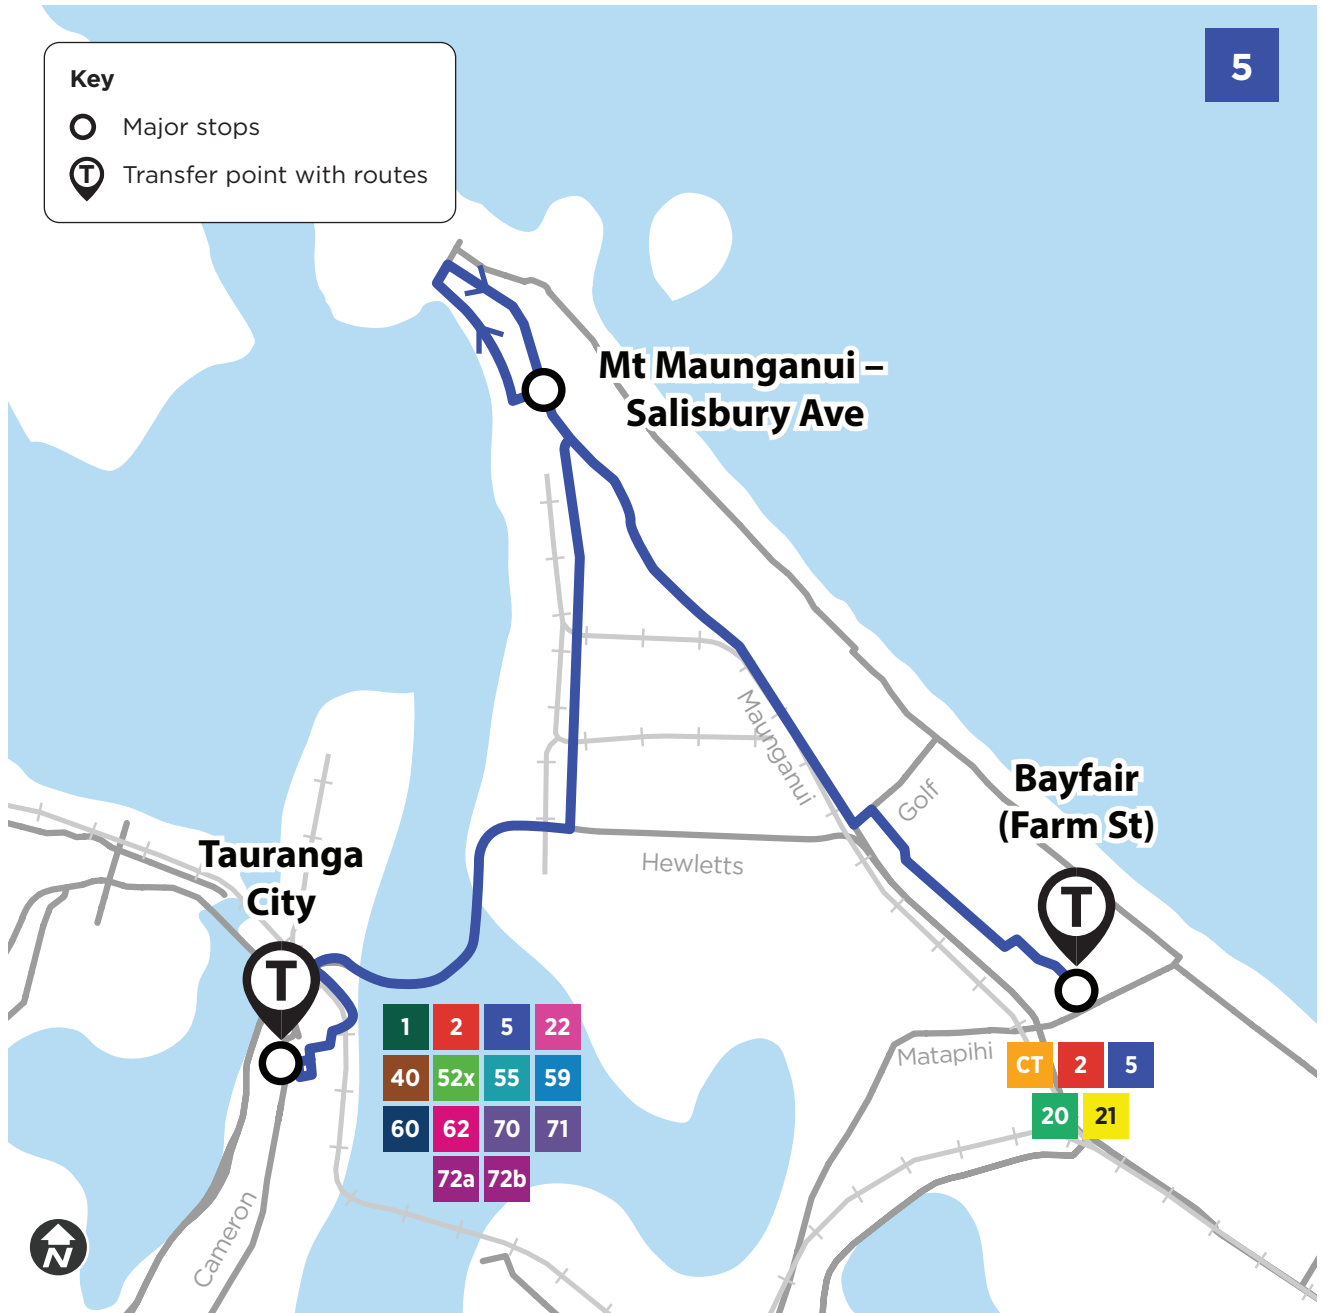 5
Key
Major stops
T
Transfer point with routes
Mt Maunganui –
Salisbury Ave
Maunganui
Golf
Bayfair
(Farm St)
T
Hewletts
Tauranga
City
T
1 2 5 22
40 52x 55 59
60 62 70 71
72a 72b
Matapihi
CT 2 5
20 21
Cameron
N